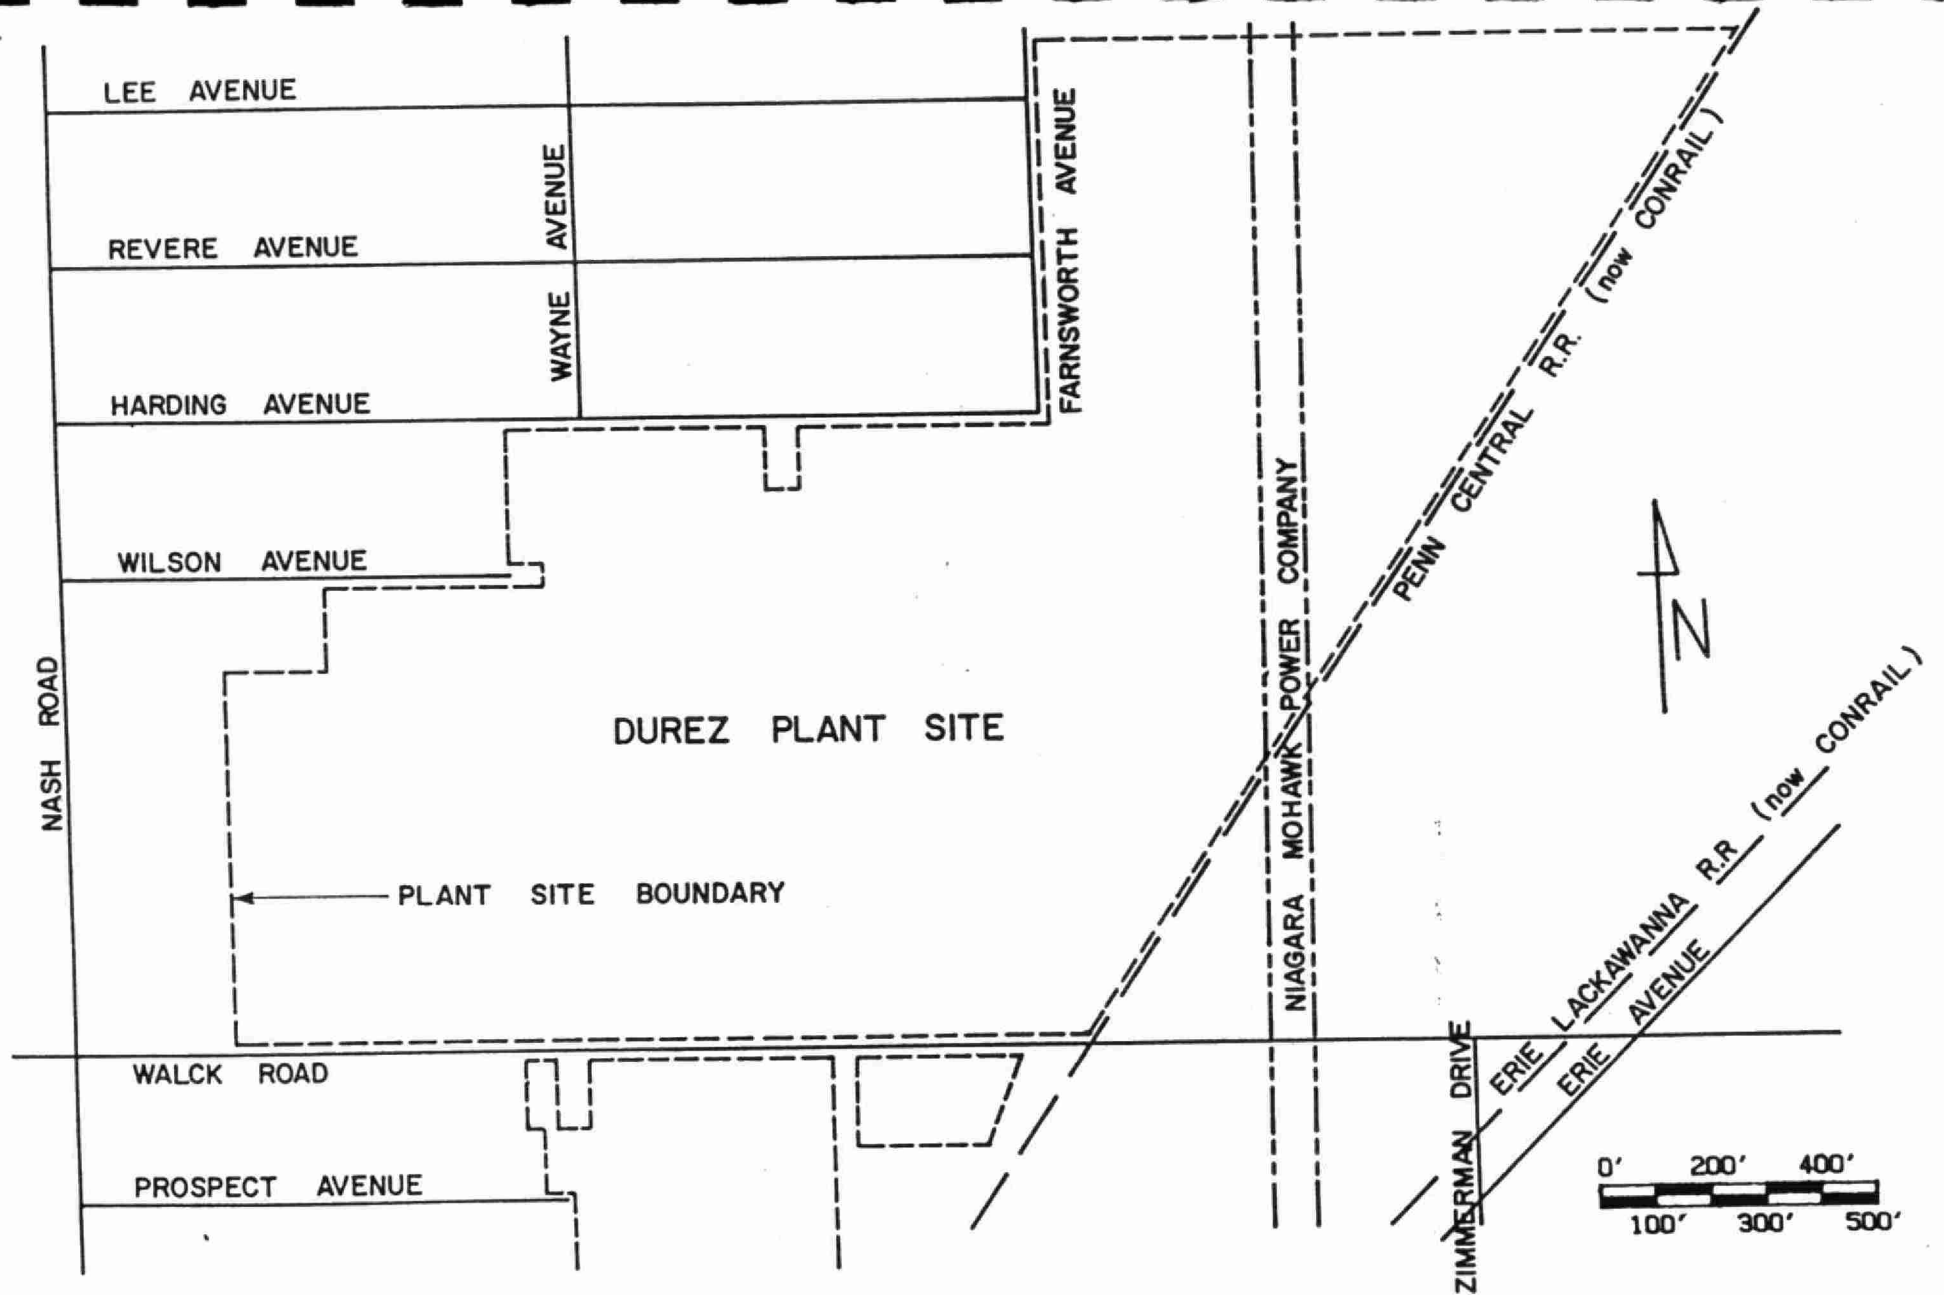 LEE AVENUE
REVERE AVENUE
HARDING AVENUE
WAYNE AVENUE
FARNSWORTH AVENUE
WILSON AVENUE
NASH ROAD
DUREZ PLANT SITE
PLANT SITE BOUNDARY
NIAGARA MOHAWK POWER COMPANY
PENN CENTRAL R.R. (now CONRAIL)
N
ERIE LACKAWANNA R.R (now CONRAIL)
ERIE AVENUE
WALCK ROAD
ZIMMERMAN DRIVE
PROSPECT AVENUE
0' 200' 400'
100' 300' 500'